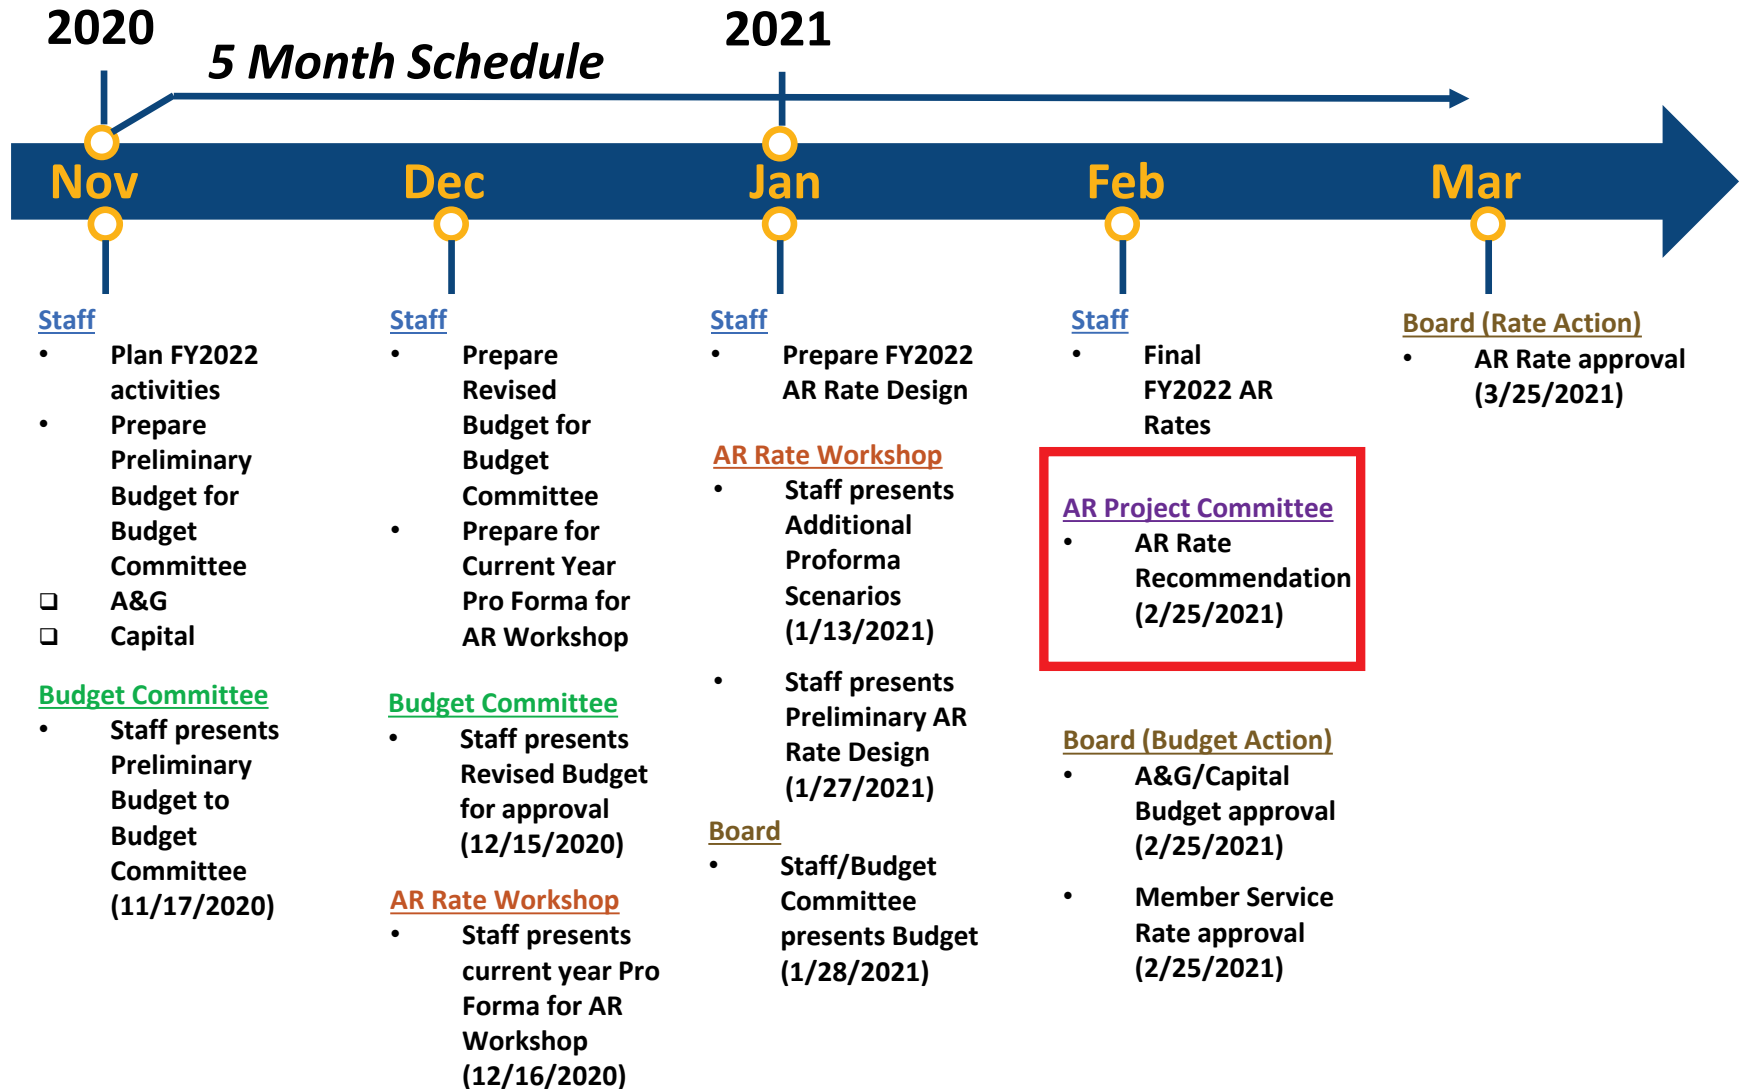 2020
2021
5 Month Schedule
Nov
Dec
Jan
Feb
Mar
Staff
• Plan FY2022
activities
• Prepare
Preliminary
Budget for
Budget
Committee
❑ A&G
❑ Capital
Budget Committee
• Staff presents
Preliminary
Budget to
Budget
Committee
(11/17/2020)
Staff
• Prepare
Revised
Budget for
Budget
Committee
• Prepare for
Current Year
Pro Forma for
AR Workshop
Budget Committee
• Staff presents
Revised Budget
for approval
(12/15/2020)
AR Rate Workshop
• Staff presents
current year Pro
Forma for AR
Workshop
(12/16/2020)
Staff
• Prepare FY2022
AR Rate Design
AR Rate Workshop
• Staff presents
Additional
Proforma
Scenarios
(1/13/2021)
• Staff presents
Preliminary AR
Rate Design
(1/27/2021)
Board
• Staff/Budget
Committee
presents Budget
(1/28/2021)
Staff
• Final
FY2022 AR
Rates
AR Project Committee
• AR Rate
Recommendation
(2/25/2021)
Board (Budget Action)
• A&G/Capital
Budget approval
(2/25/2021)
• Member Service
Rate approval
(2/25/2021)
Board (Rate Action)
• AR Rate approval
(3/25/2021)